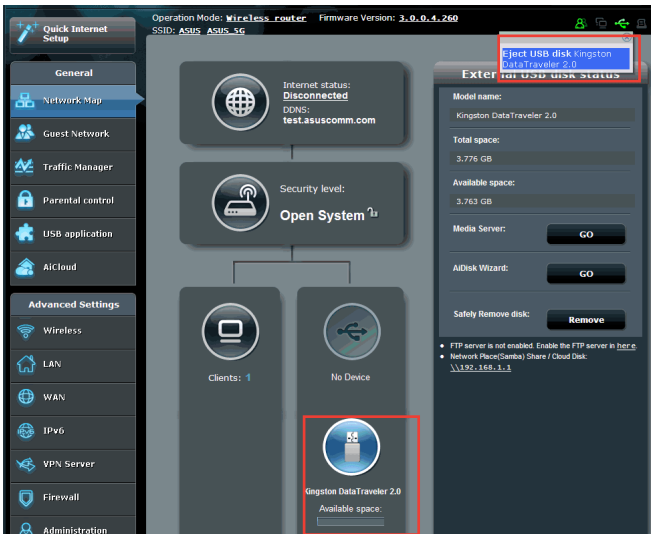 Operation Mode: Wireless router Firmware Version: 3.0.0.4.260
SSID: ASUS ASUS_5G
Quick Internet
Setup
General
Network Map
Guest Network
Traffic Manager
Parental control
USB application
AiCloud
Advanced Settings
Wireless
LAN
WAN
IPv6
VPN Server
Firewall
Administration
Internet status:
Disconnected
DDNS:
test.asuscomm.com
Security level:
Open System
Clients: 1
No Device
Kingston DataTraveler 2.0
Available space:
Eject USB disk Kingston
DataTraveler 2.0
External USB disk status
Model name:
Kingston DataTraveler 2.0
Total space:
3.776 GB
Available space:
3.763 GB
Media Server:
GO
AiDisk Wizard:
GO
Safely Remove disk:
Remove
FTP server is not enabled. Enable the FTP server in here.
Network Place(Samba) Share / Cloud Disk:
\\192.168.1.1